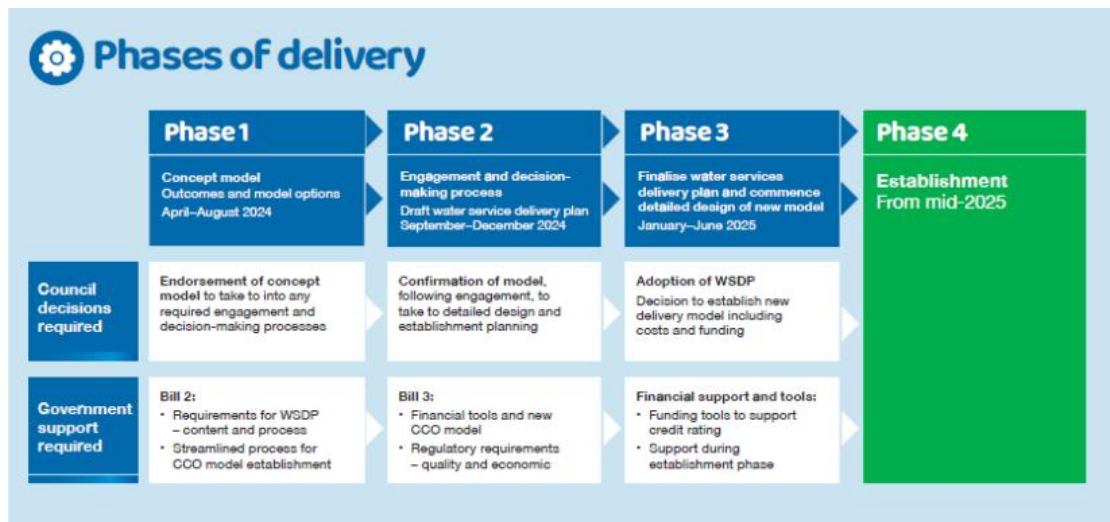 Phases of delivery
Phase 1
Phase 2
Phase 3
Phase 4
Concept model
Outcomes and model options
April–August 2024
Engagement and decision-
making process
Draft water service delivery plan
September–December 2024
Finalise water services
delivery plan and commence
detailed design of new model
January–June 2025
Establishment
From mid-2025
Council
decisions
required
Endorsement of concept
model to take to into any
required engagement and
decision-making processes
Confirmation of model,
following engagement, to
take to detailed design and
establishment planning
Adoption of WSDP
Decision to establish new
delivery model including
costs and funding
Government
support
required
Bill 2:
• Requirements for WSDP
– content and process
• Streamlined process for
CCO model establishment
Bill 3:
• Financial tools and new
CCO model
• Regulatory requirements
– quality and economic
Financial support and tools:
• Funding tools to support
credit rating
• Support during
establishment phase